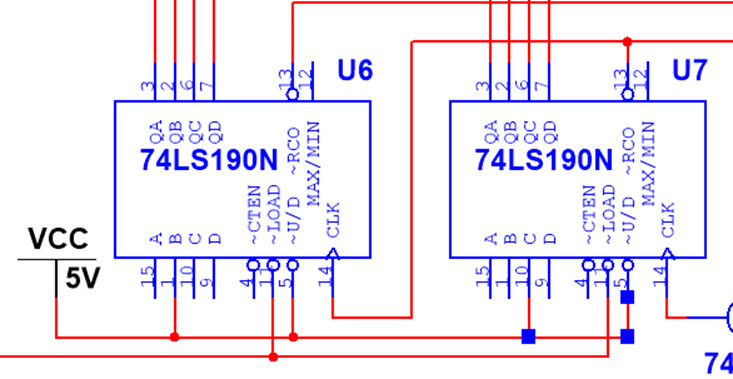 U6
3 2 6 7 13 12
QA QB QC QD ~RCO MAX/MIN
74LS190N
A B C D ~CTEN ~LOAD ~U/D CLK
15 1 10 9 4 11 5 14
U7
3 2 6 7 13 12
QA QB QC QD ~RCO MAX/MIN
74LS190N
A B C D ~CTEN ~LOAD ~U/D CLK
15 1 10 9 4 11 5 14
VCC
5V
74